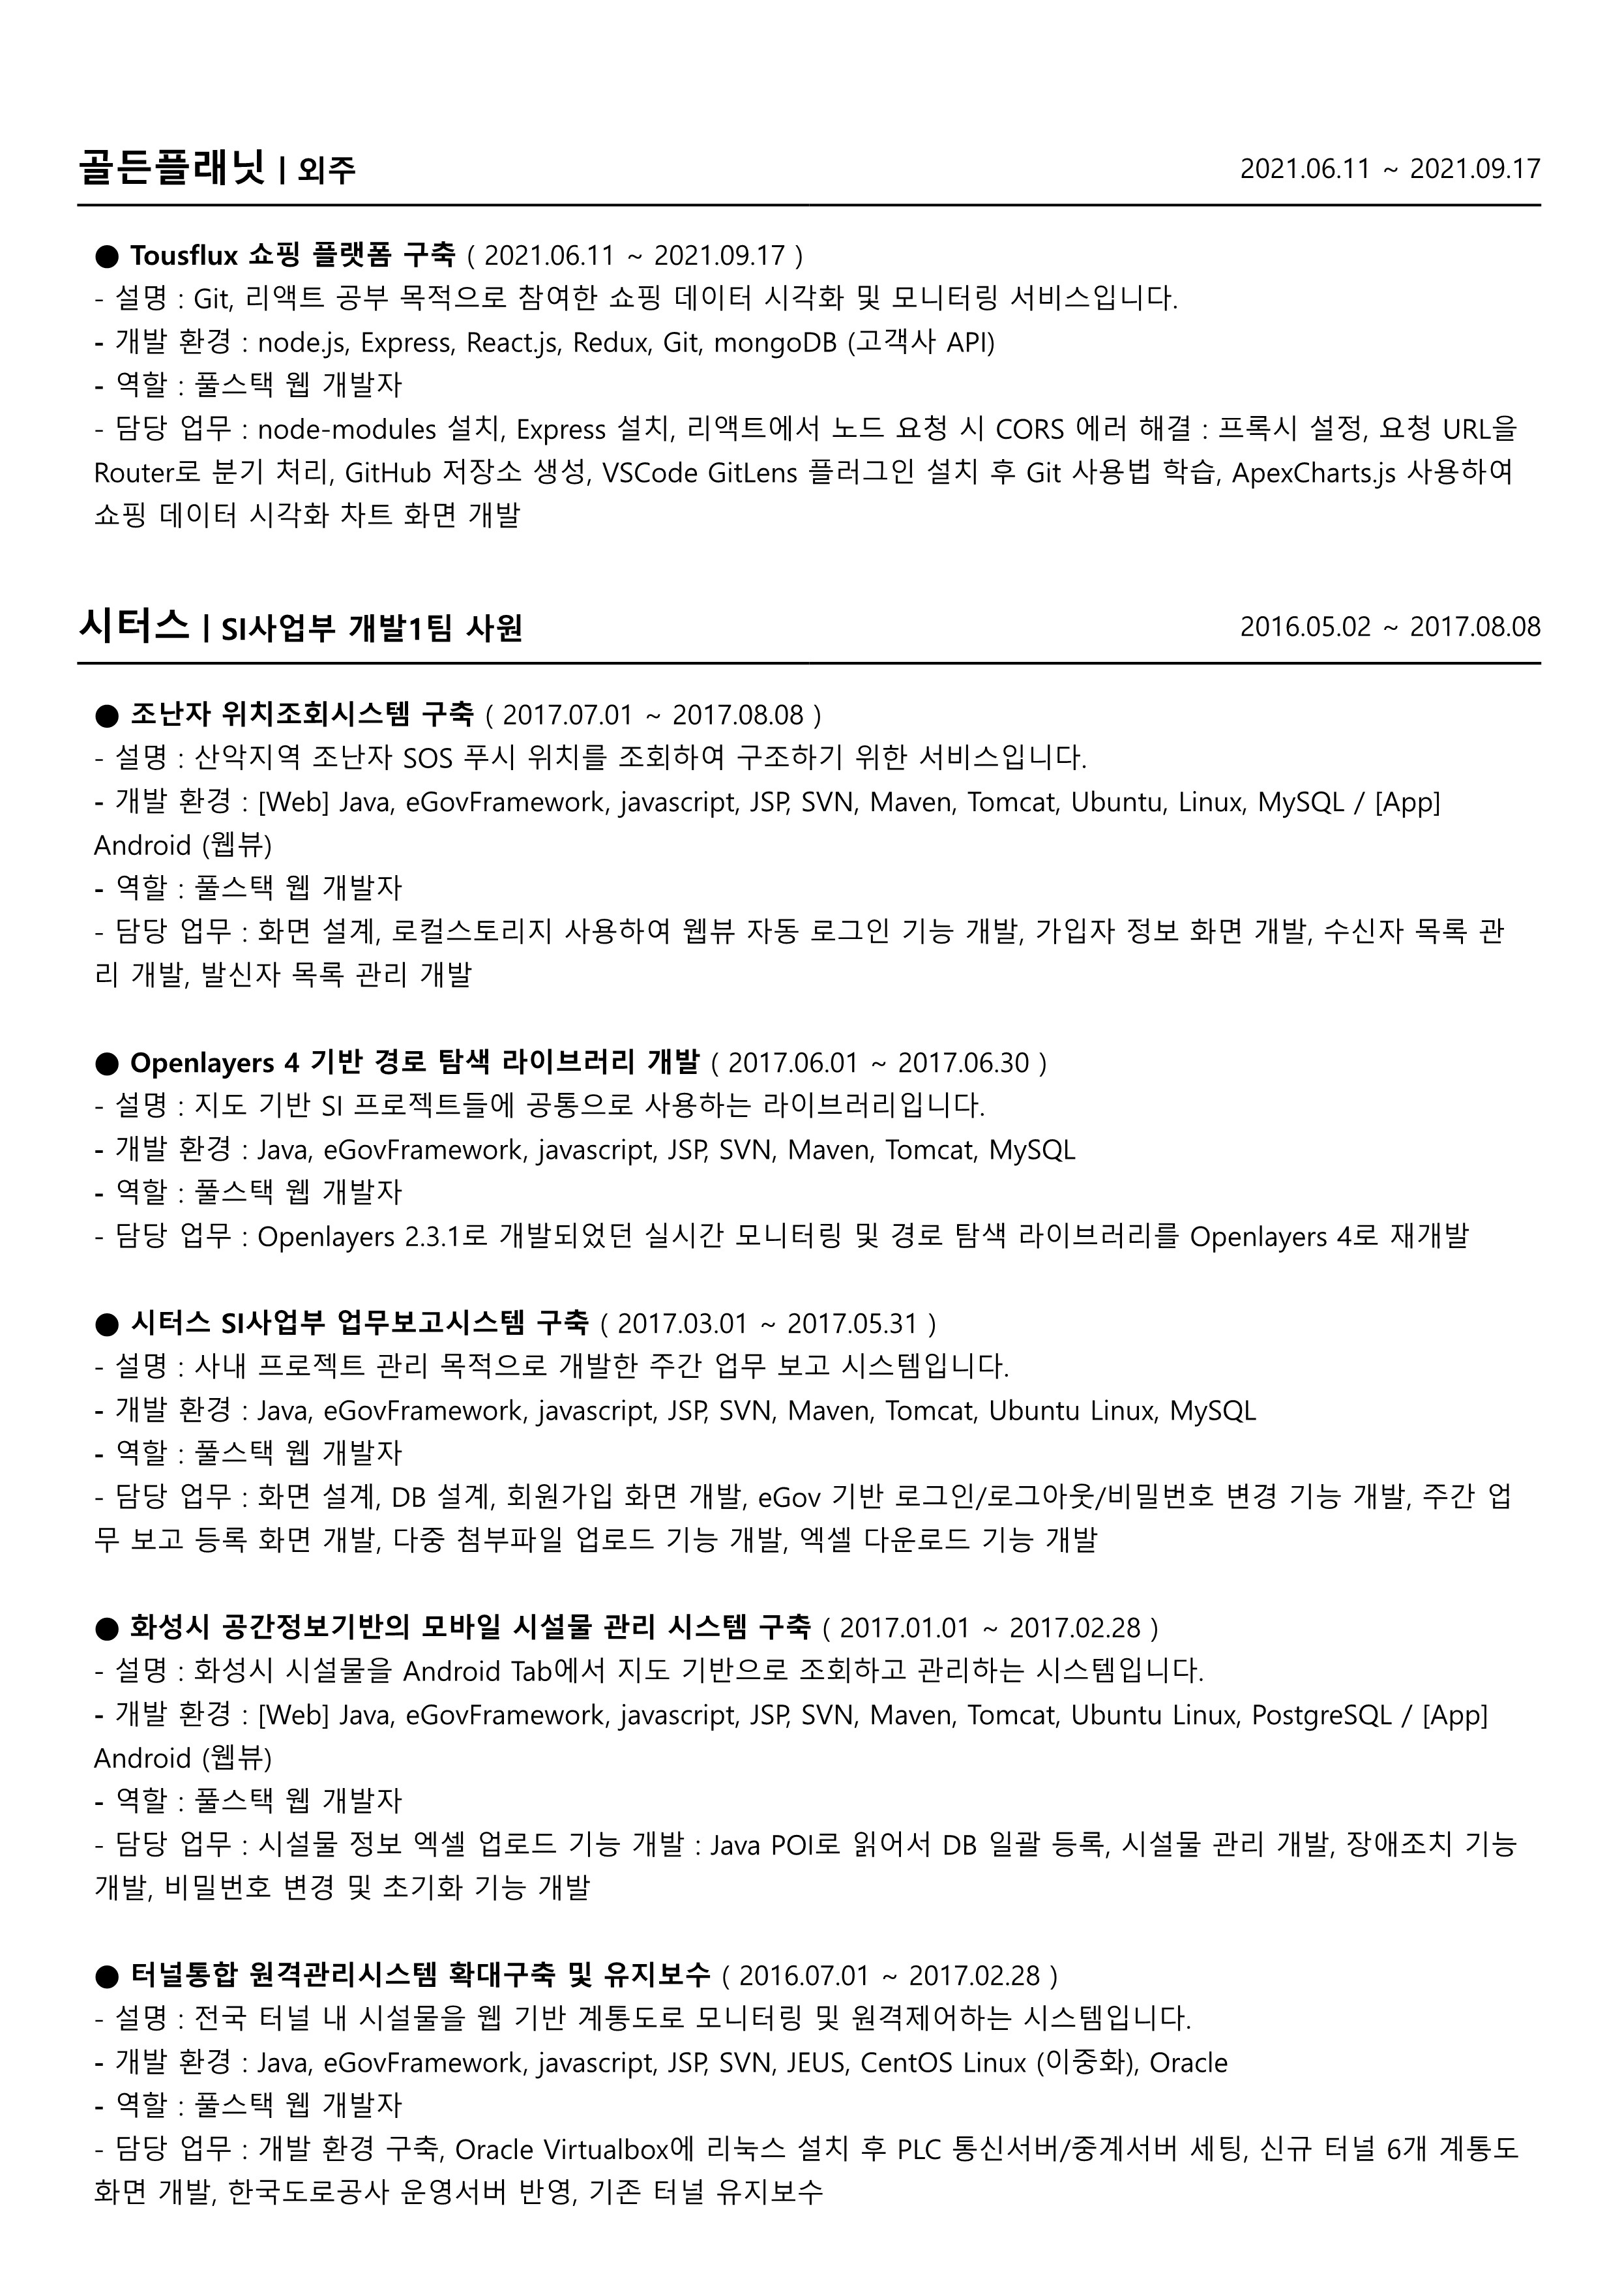 골든플래닛 | 외주
2021.06.11 ~ 2021.09.17
● Tousflux 쇼핑 플랫폼 구축 ( 2021.06.11 ~ 2021.09.17 )
- 설명 : Git, 리액트 공부 목적으로 참여한 쇼핑 데이터 시각화 및 모니터링 서비스입니다.
- 개발 환경 : node.js, Express, React.js, Redux, Git, mongoDB (고객사 API)
- 역할 : 풀스택 웹 개발자
- 담당 업무 : node-modules 설치, Express 설치, 리액트에서 노드 요청 시 CORS 에러 해결 : 프록시 설정, 요청 URL을
Router로 분기 처리, GitHub 저장소 생성, VSCode GitLens 플러그인 설치 후 Git 사용법 학습, ApexCharts.js 사용하여
쇼핑 데이터 시각화 차트 화면 개발
시터스 | SI사업부 개발1팀 사원
2016.05.02 ~ 2017.08.08
● 조난자 위치조회시스템 구축 ( 2017.07.01 ~ 2017.08.08 )
- 설명 : 산악지역 조난자 SOS 푸시 위치를 조회하여 구조하기 위한 서비스입니다.
- 개발 환경 : [Web] Java, eGovFramework, javascript, JSP, SVN, Maven, Tomcat, Ubuntu, Linux, MySQL / [App]
Android (웹뷰)
- 역할 : 풀스택 웹 개발자
- 담당 업무 : 화면 설계, 로컬스토리지 사용하여 웹뷰 자동 로그인 기능 개발, 가입자 정보 화면 개발, 수신자 목록 관
리 개발, 발신자 목록 관리 개발
● Openlayers 4 기반 경로 탐색 라이브러리 개발 ( 2017.06.01 ~ 2017.06.30 )
- 설명 : 지도 기반 SI 프로젝트들에 공통으로 사용하는 라이브러리입니다.
- 개발 환경 : Java, eGovFramework, javascript, JSP, SVN, Maven, Tomcat, MySQL
- 역할 : 풀스택 웹 개발자
- 담당 업무 : Openlayers 2.3.1로 개발되었던 실시간 모니터링 및 경로 탐색 라이브러리를 Openlayers 4로 재개발
● 시터스 SI사업부 업무보고시스템 구축 ( 2017.03.01 ~ 2017.05.31 )
- 설명 : 사내 프로젝트 관리 목적으로 개발한 주간 업무 보고 시스템입니다.
- 개발 환경 : Java, eGovFramework, javascript, JSP, SVN, Maven, Tomcat, Ubuntu Linux, MySQL
- 역할 : 풀스택 웹 개발자
- 담당 업무 : 화면 설계, DB 설계, 회원가입 화면 개발, eGov 기반 로그인/로그아웃/비밀번호 변경 기능 개발, 주간 업
무 보고 등록 화면 개발, 다중 첨부파일 업로드 기능 개발, 엑셀 다운로드 기능 개발
● 화성시 공간정보기반의 모바일 시설물 관리 시스템 구축 ( 2017.01.01 ~ 2017.02.28 )
- 설명 : 화성시 시설물을 Android Tab에서 지도 기반으로 조회하고 관리하는 시스템입니다.
- 개발 환경 : [Web] Java, eGovFramework, javascript, JSP, SVN, Maven, Tomcat, Ubuntu Linux, PostgreSQL / [App]
Android (웹뷰)
- 역할 : 풀스택 웹 개발자
- 담당 업무 : 시설물 정보 엑셀 업로드 기능 개발 : Java POI로 읽어서 DB 일괄 등록, 시설물 관리 개발, 장애조치 기능
개발, 비밀번호 변경 및 초기화 기능 개발
● 터널통합 원격관리시스템 확대구축 및 유지보수 ( 2016.07.01 ~ 2017.02.28 )
- 설명 : 전국 터널 내 시설물을 웹 기반 계통도로 모니터링 및 원격제어하는 시스템입니다.
- 개발 환경 : Java, eGovFramework, javascript, JSP, SVN, JEUS, CentOS Linux (이중화), Oracle
- 역할 : 풀스택 웹 개발자
- 담당 업무 : 개발 환경 구축, Oracle Virtualbox에 리눅스 설치 후 PLC 통신서버/중계서버 세팅, 신규 터널 6개 계통도
화면 개발, 한국도로공사 운영서버 반영, 기존 터널 유지보수